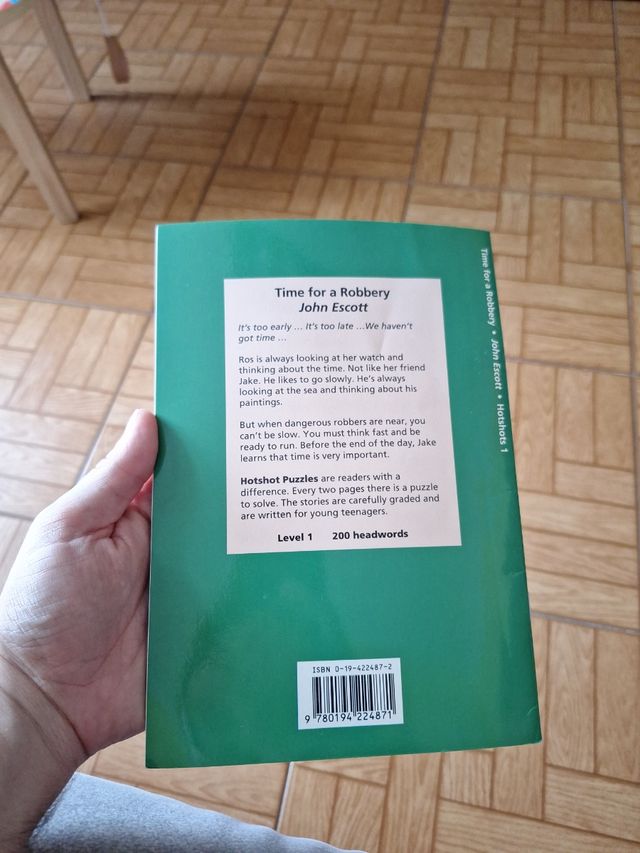 Time for a Robbery
John Escott
It's too early ... It's too late ...We haven't
got time ...
Ros is always looking at her watch and
thinking about the time. Not like her friend
Jake. He likes to go slowly. He's always
looking at the sea and thinking about his
paintings.
But when dangerous robbers are near, you
can't be slow. You must think fast and be
ready to run. Before the end of the day, Jake
learns that time is very important.
Hotshot Puzzles are readers with a
difference. Every two pages there is a puzzle
to solve. The stories are carefully graded and
are written for young teenagers.
Level 1 200 headwords
ISBN 0-19-422487-2
9 780194 224871
Time for a Robbery • John Escott • Hotshots 1